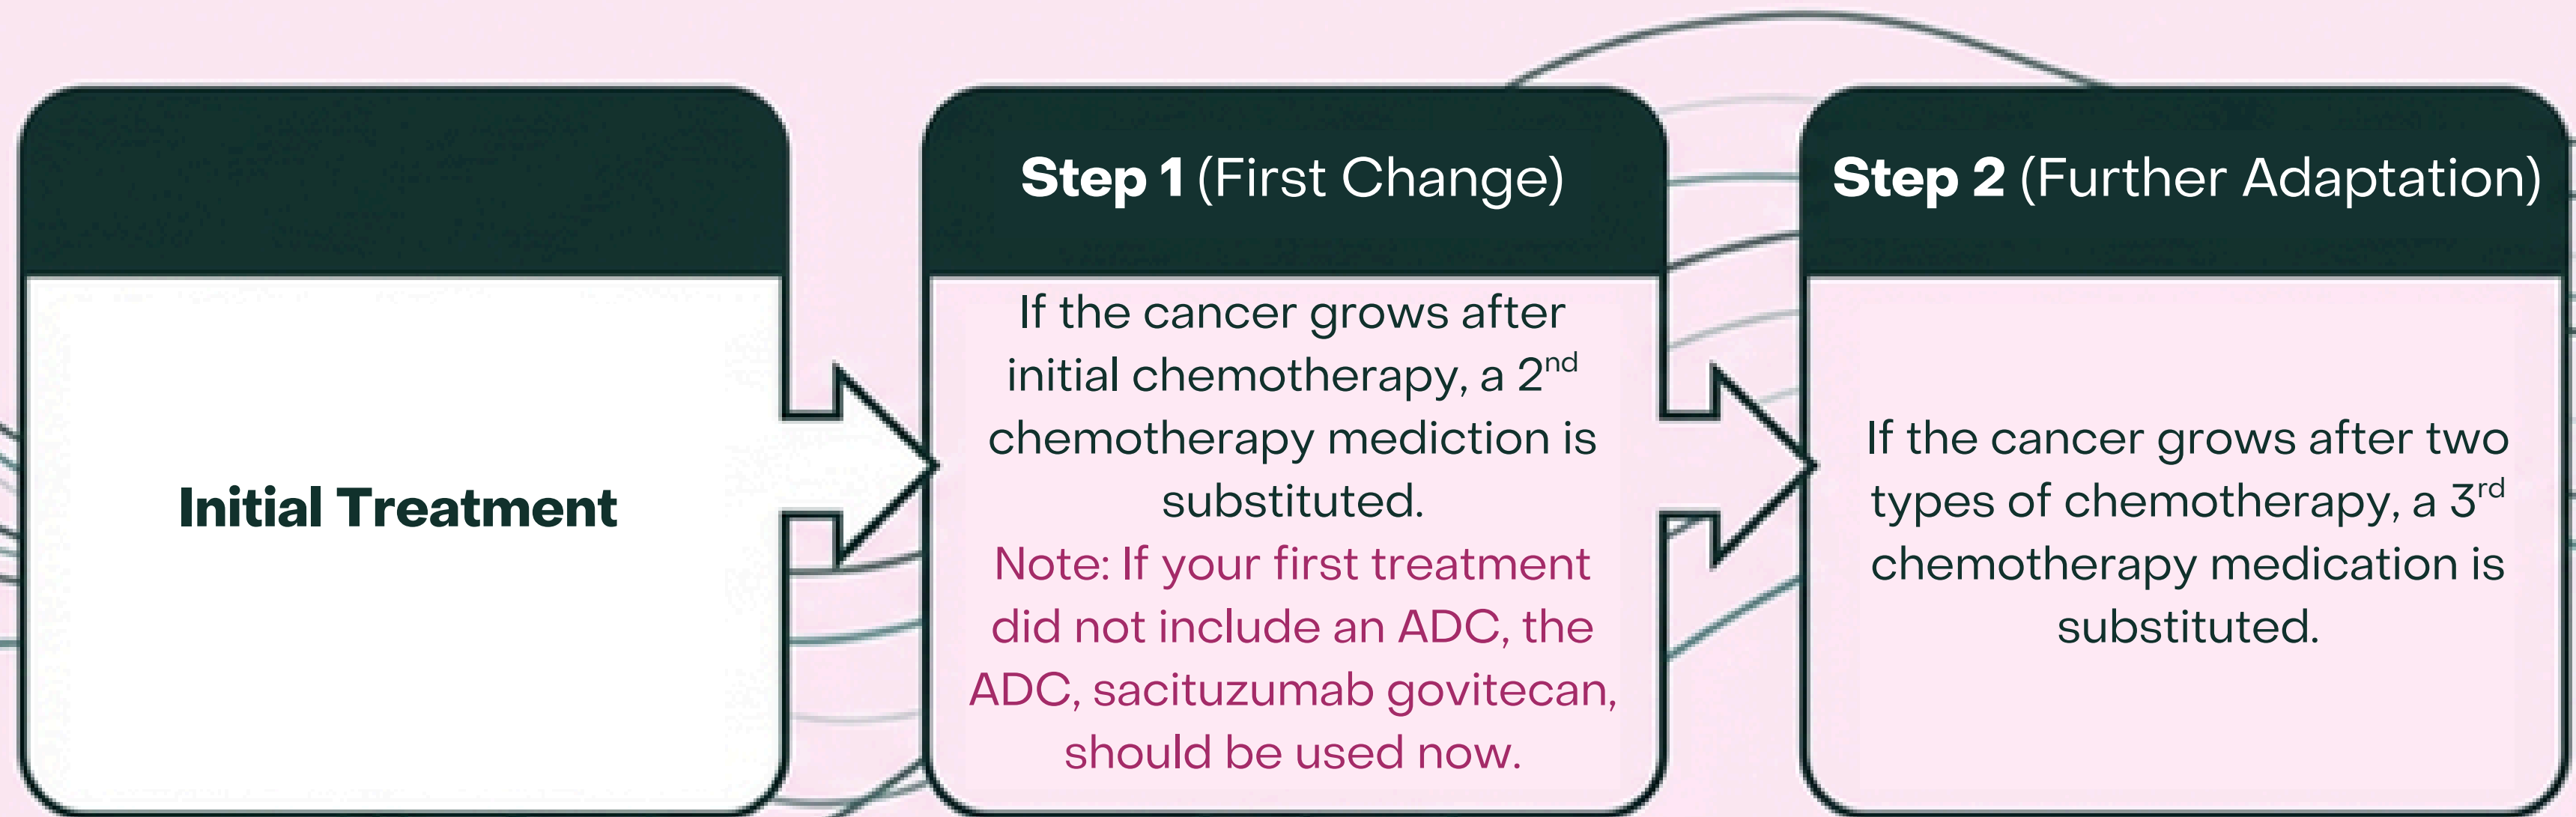 Initial Treatment
Step 1 (First Change)
If the cancer grows after
initial chemotherapy, a 2nd
chemotherapy mediction is
substituted.
Note: If your first treatment
did not include an ADC, the
ADC, sacituzumab govitecan,
should be used now.
Step 2 (Further Adaptation)
If the cancer grows after two
types of chemotherapy, a 3rd
chemotherapy medication is
substituted.